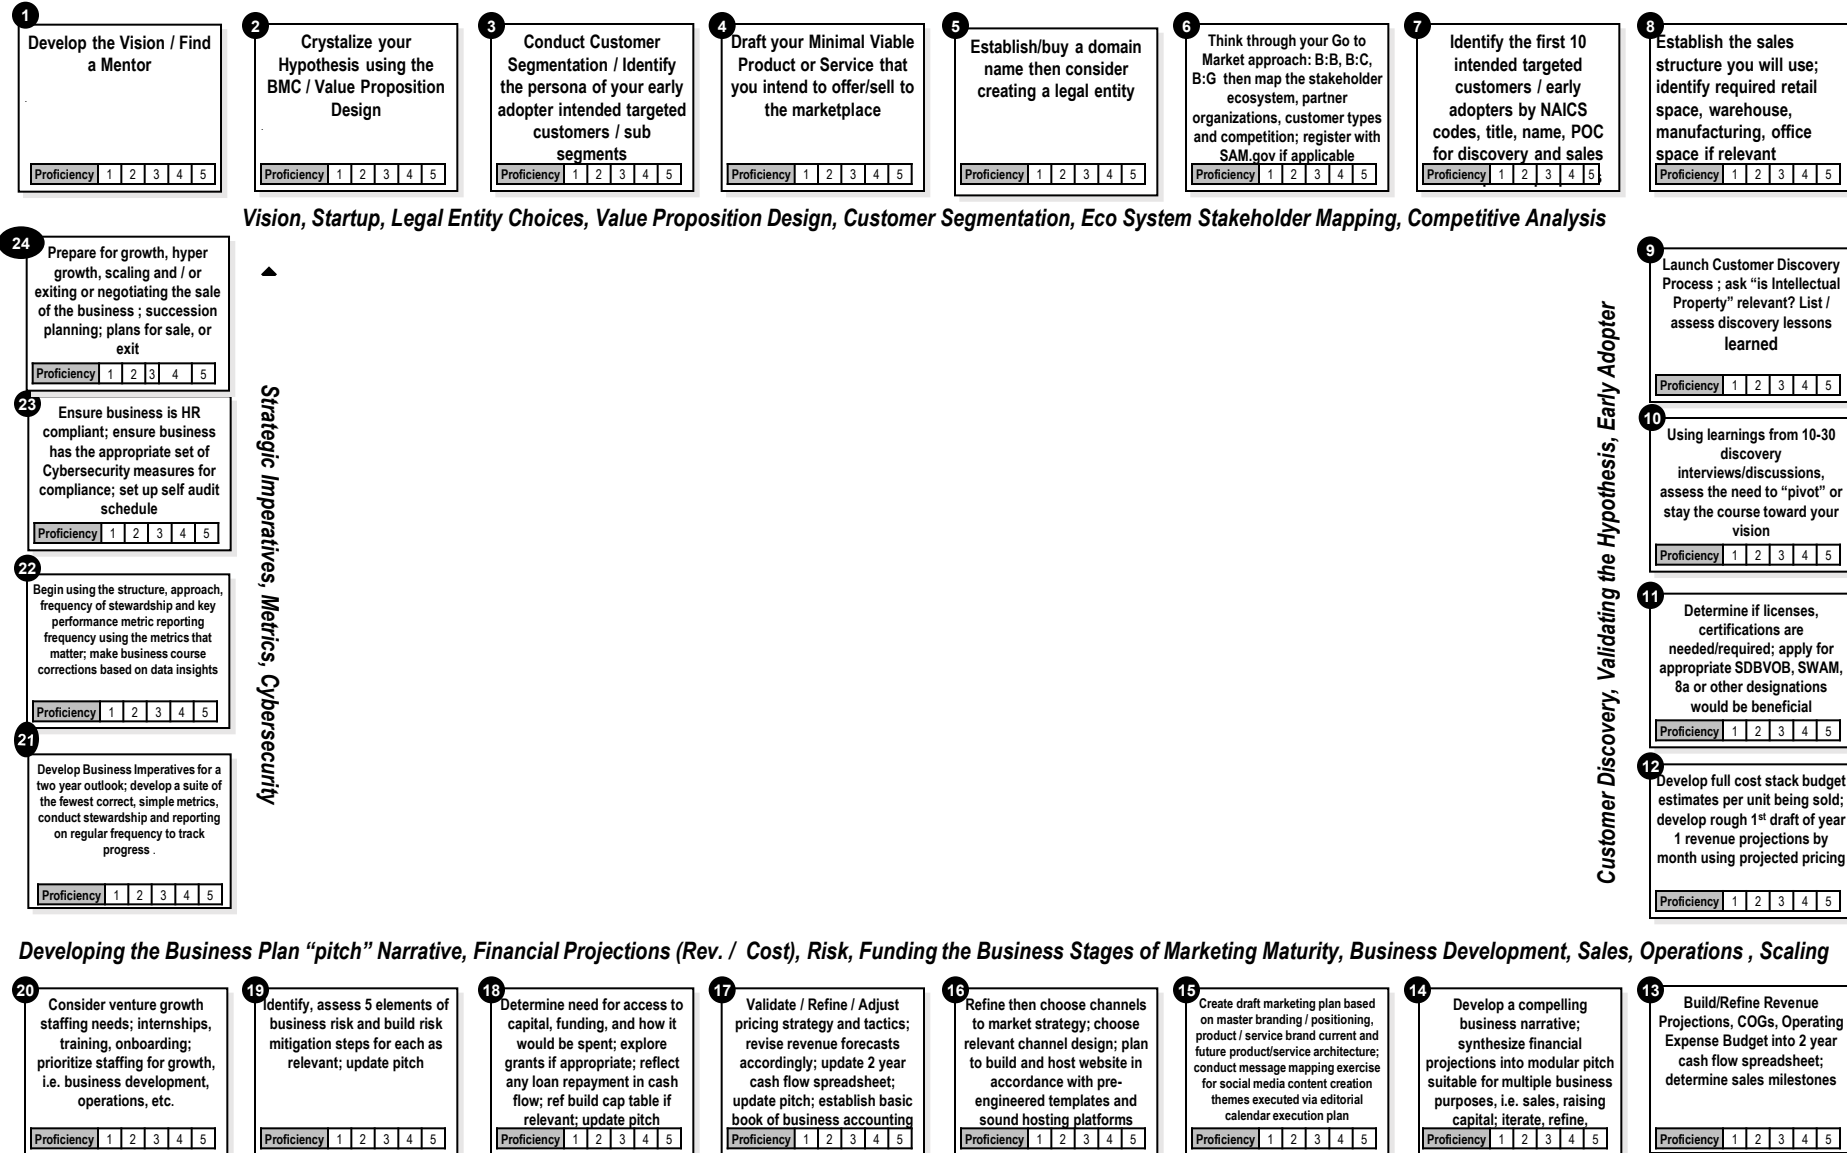 1
Develop the Vision / Find
a Mentor
Proficiency 1 2 3 4 5
2
Crystalize your
Hypothesis using the
BMC / Value Proposition
Design
Proficiency 1 2 3 4 5
3
Conduct Customer
Segmentation / Identify
the persona of your early
adopter intended targeted
customers / sub
segments
Proficiency 1 2 3 4 5
4
Draft your Minimal Viable
Product or Service that
you intend to offer/sell to
the marketplace
Proficiency 1 2 3 4 5
5
Establish/buy a domain
name then consider
creating a legal entity
Proficiency 1 2 3 4 5
6
Think through your Go to
Market approach: B:B, B:C,
B:G then map the stakeholder
ecosystem, partner
organizations, customer types
and competition; register with
SAM.gov if applicable
Proficiency 1 2 3 4 5
7
Identify the first 10
intended targeted
customers / early
adopters by NAICS
codes, title, name, POC
for discovery and sales
Proficiency 1 2 3 4 5
8
Establish the sales
structure you will use;
identify required retail
space, warehouse,
manufacturing, office
space if relevant
Proficiency 1 2 3 4 5
Vision, Startup, Legal Entity Choices, Value Proposition Design, Customer Segmentation, Eco System Stakeholder Mapping, Competitive Analysis
24
Prepare for growth, hyper
growth, scaling and / or
exiting or negotiating the sale
of the business ; succession
planning; plans for sale, or
exit
Proficiency 1 2 3 4 5
23
Ensure business is HR
compliant; ensure business
has the appropriate set of
Cybersecurity measures for
compliance; set up self audit
schedule
Proficiency 1 2 3 4 5
22
Begin using the structure, approach,
frequency of stewardship and key
performance metric reporting
frequency using the metrics that
matter; make business course
corrections based on data insights
Proficiency 1 2 3 4 5
21
Develop Business Imperatives for a
two year outlook; develop a suite of
the fewest correct, simple metrics,
conduct stewardship and reporting
on regular frequency to track
progress .
Proficiency 1 2 3 4 5
Strategic Imperatives, Metrics, Cybersecurity
Customer Discovery, Validating the Hypothesis, Early Adopter
9
Launch Customer Discovery
Process ; ask “is Intellectual
Property” relevant? List /
assess discovery lessons
learned
Proficiency 1 2 3 4 5
10
Using learnings from 10-30
discovery
interviews/discussions,
assess the need to “pivot” or
stay the course toward your
vision
Proficiency 1 2 3 4 5
11
Determine if licenses,
certifications are
needed/required; apply for
appropriate SDBVOB, SWAM,
8a or other designations
would be beneficial
Proficiency 1 2 3 4 5
12
Develop full cost stack budget
estimates per unit being sold;
develop rough 1st draft of year
1 revenue projections by
month using projected pricing
Proficiency 1 2 3 4 5
Developing the Business Plan “pitch” Narrative, Financial Projections (Rev. / Cost), Risk, Funding the Business Stages of Marketing Maturity, Business Development, Sales, Operations , Scaling
20
Consider venture growth
staffing needs; internships,
training, onboarding;
prioritize staffing for growth,
i.e. business development,
operations, etc.
Proficiency 1 2 3 4 5
19
Identify, assess 5 elements of
business risk and build risk
mitigation steps for each as
relevant; update pitch
Proficiency 1 2 3 4 5
18
Determine need for access to
capital, funding, and how it
would be spent; explore
grants if appropriate; reflect
any loan repayment in cash
flow; ref build cap table if
relevant; update pitch
Proficiency 1 2 3 4 5
17
Validate / Refine / Adjust
pricing strategy and tactics;
revise revenue forecasts
accordingly; update 2 year
cash flow spreadsheet;
update pitch; establish basic
book of business accounting
Proficiency 1 2 3 4 5
16
Refine then choose channels
to market strategy; choose
relevant channel design; plan
to build and host website in
accordance with pre-
engineered templates and
sound hosting platforms
Proficiency 1 2 3 4 5
15
Create draft marketing plan based
on master branding / positioning,
product / service brand current and
future product/service architecture;
conduct message mapping exercise
for social media content creation
themes executed via editorial
calendar execution plan
Proficiency 1 2 3 4 5
14
Develop a compelling
business narrative;
synthesize financial
projections into modular pitch
suitable for multiple business
purposes, i.e. sales, raising
capital; iterate, refine,
Proficiency 1 2 3 4 5
13
Build/Refine Revenue
Projections, COGs, Operating
Expense Budget into 2 year
cash flow spreadsheet;
determine sales milestones
Proficiency 1 2 3 4 5